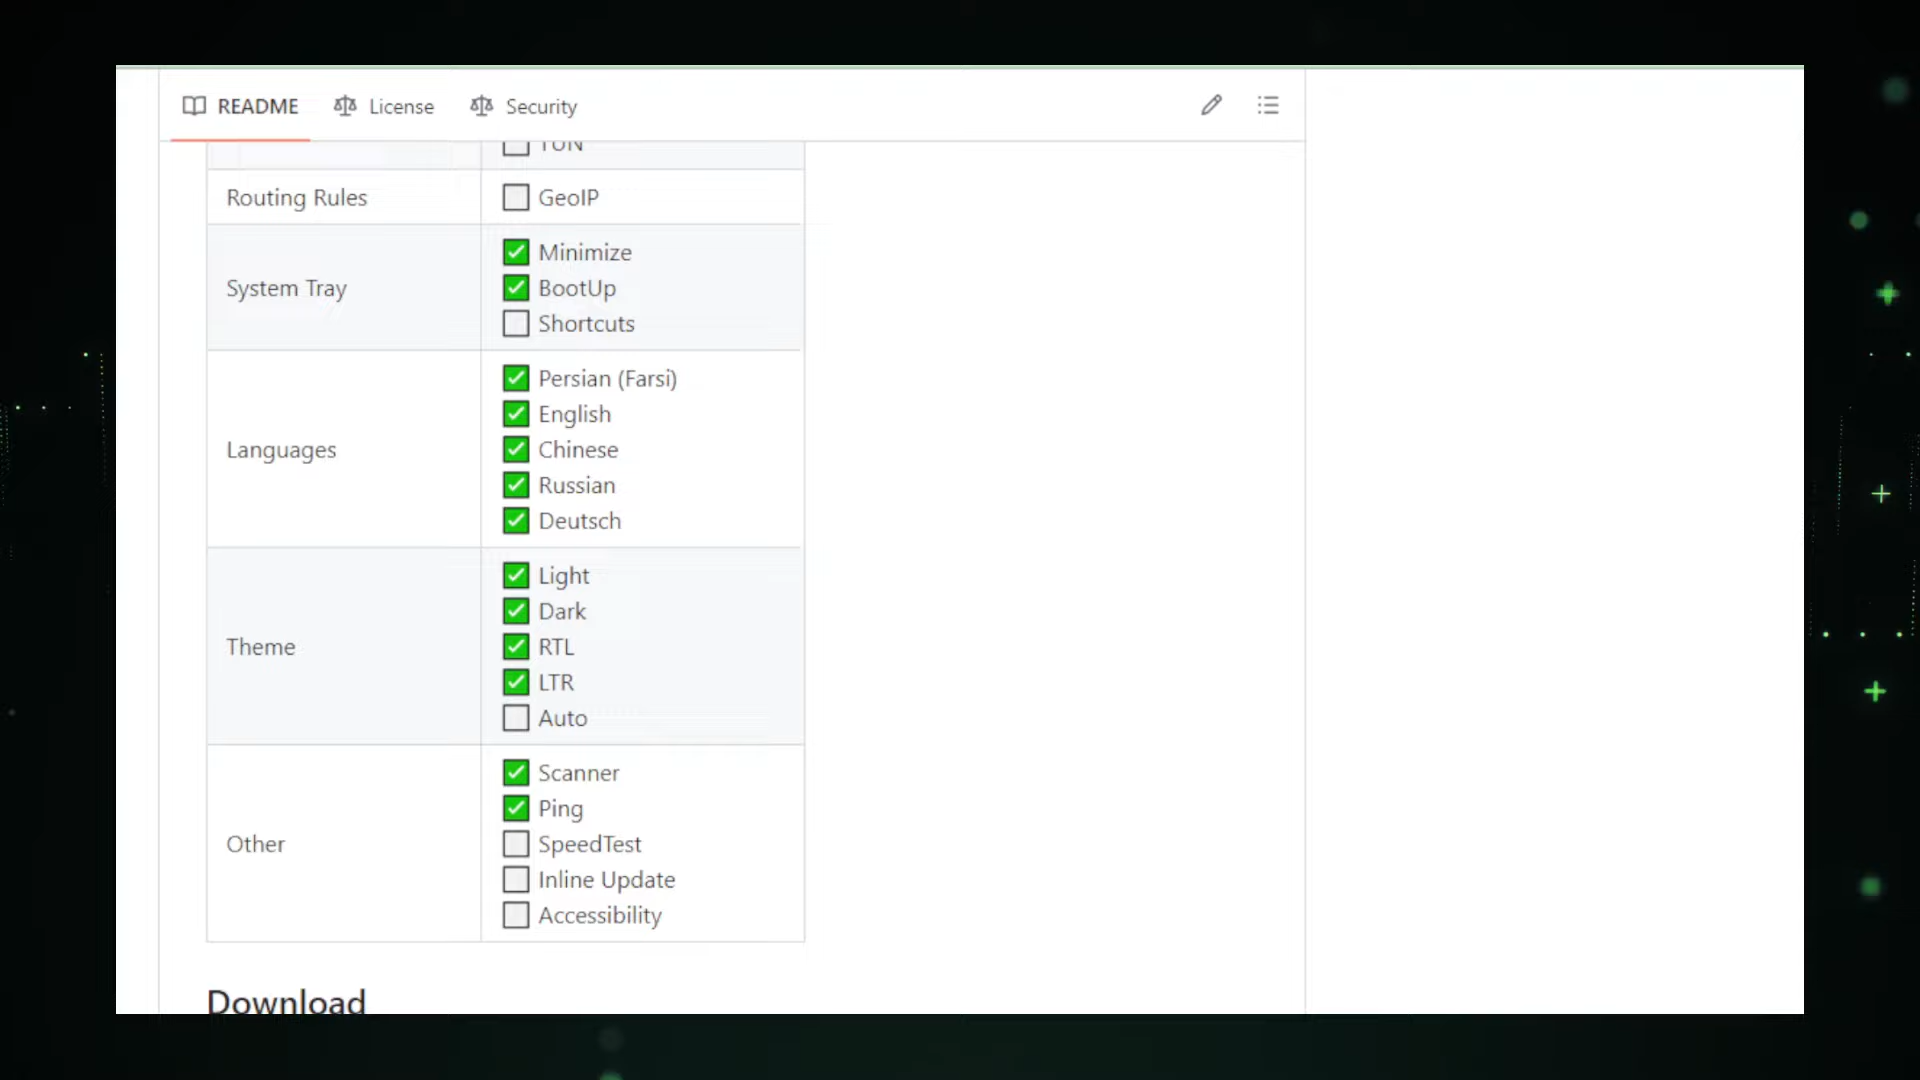 README License Security
TUN
Routing Rules
GeoIP
System Tray
Minimize
BootUp
Shortcuts
Languages
Persian (Farsi)
English
Chinese
Russian
Deutsch
Theme
Light
Dark
RTL
LTR
Auto
Other
Scanner
Ping
SpeedTest
Inline Update
Accessibility
Download